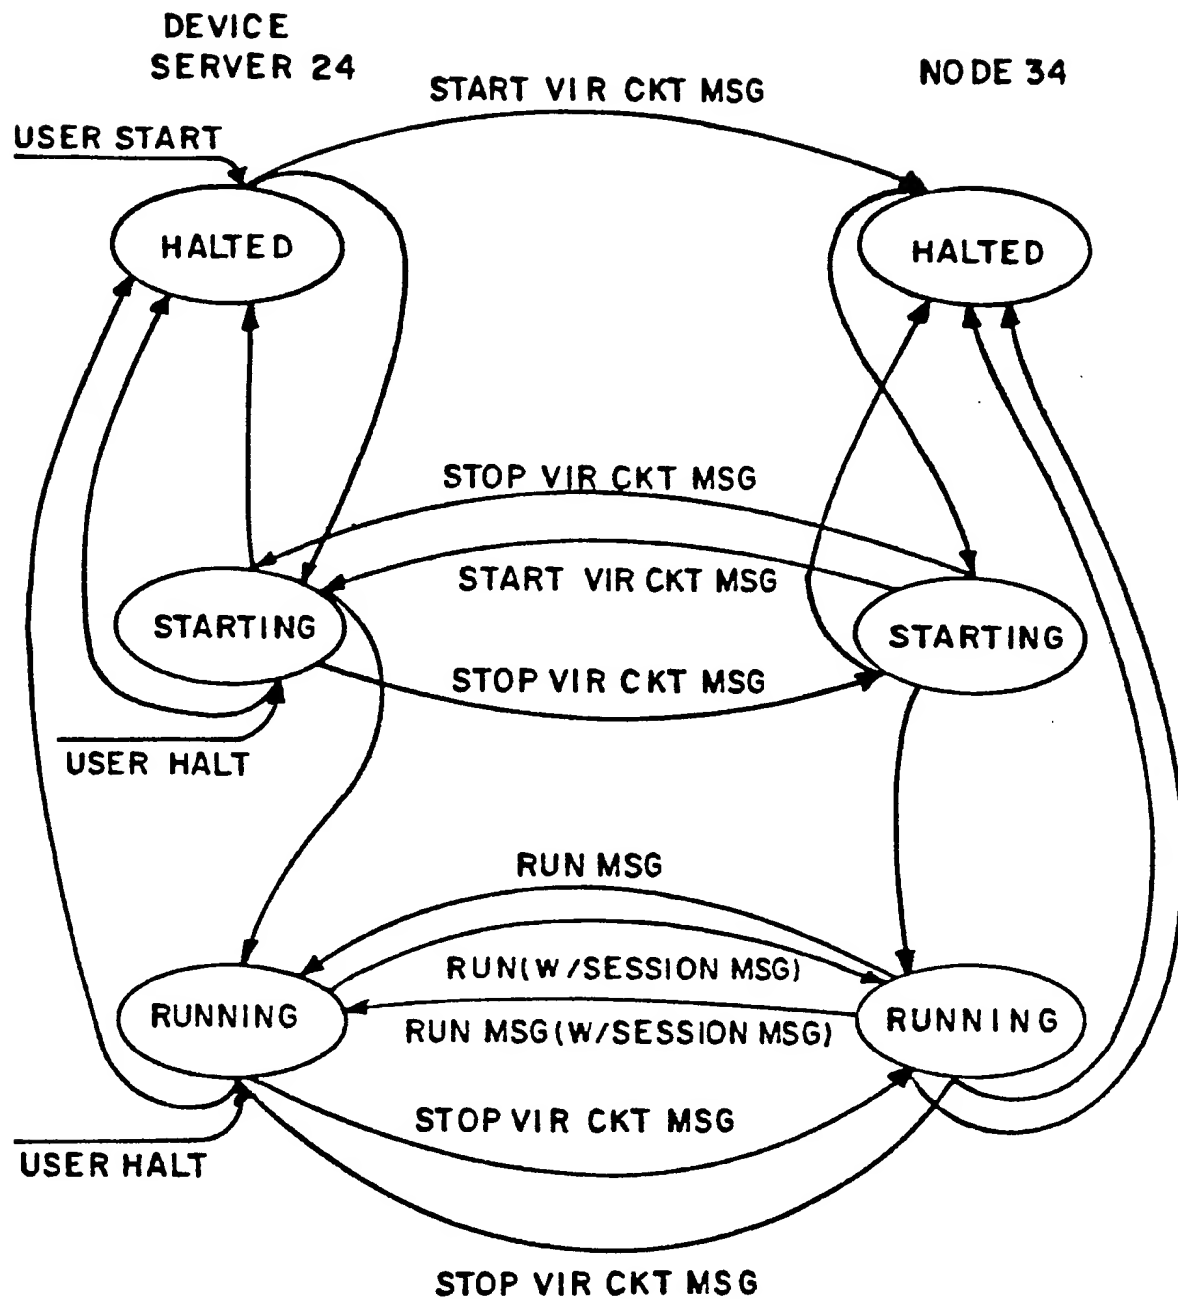 DEVICE
SERVER 24
NODE 34
START VIR CKT MSG
USER START
HALTED
HALTED
STOP VIR CKT MSG
START VIR CKT MSG
STARTING
STARTING
STOP VIR CKT MSG
USER HALT
RUN MSG
RUN(W/SESSION MSG)
RUNNING
RUNNING
RUN MSG(W/SESSION MSG)
STOP VIR CKT MSG
USER HALT
STOP VIR CKT MSG